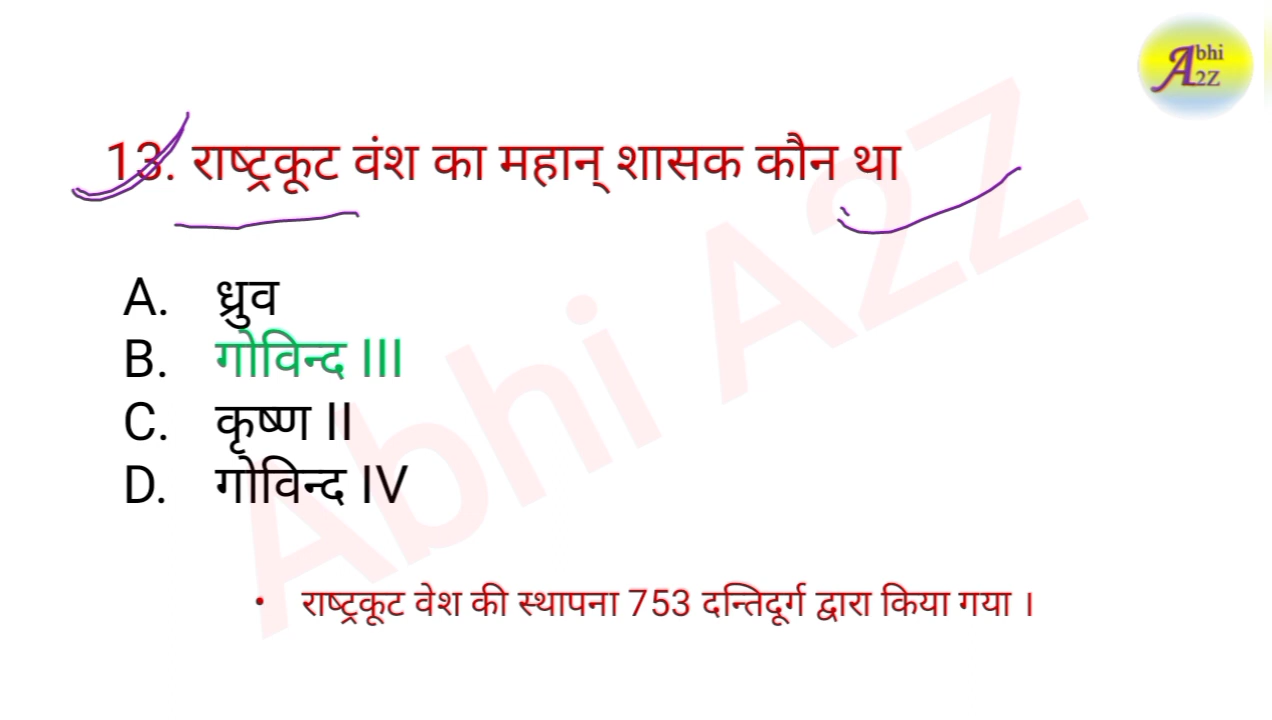 Abhi
A2Z
13. राष्ट्रकूट वंश का महान् शासक कौन था
A. ध्रुव
B. गोविन्द III
C. कृष्ण II
D. गोविन्द IV
Abhi A2Z
• राष्ट्रकूट वेश की स्थापना 753 दन्तिदूर्ग द्वारा किया गया ।